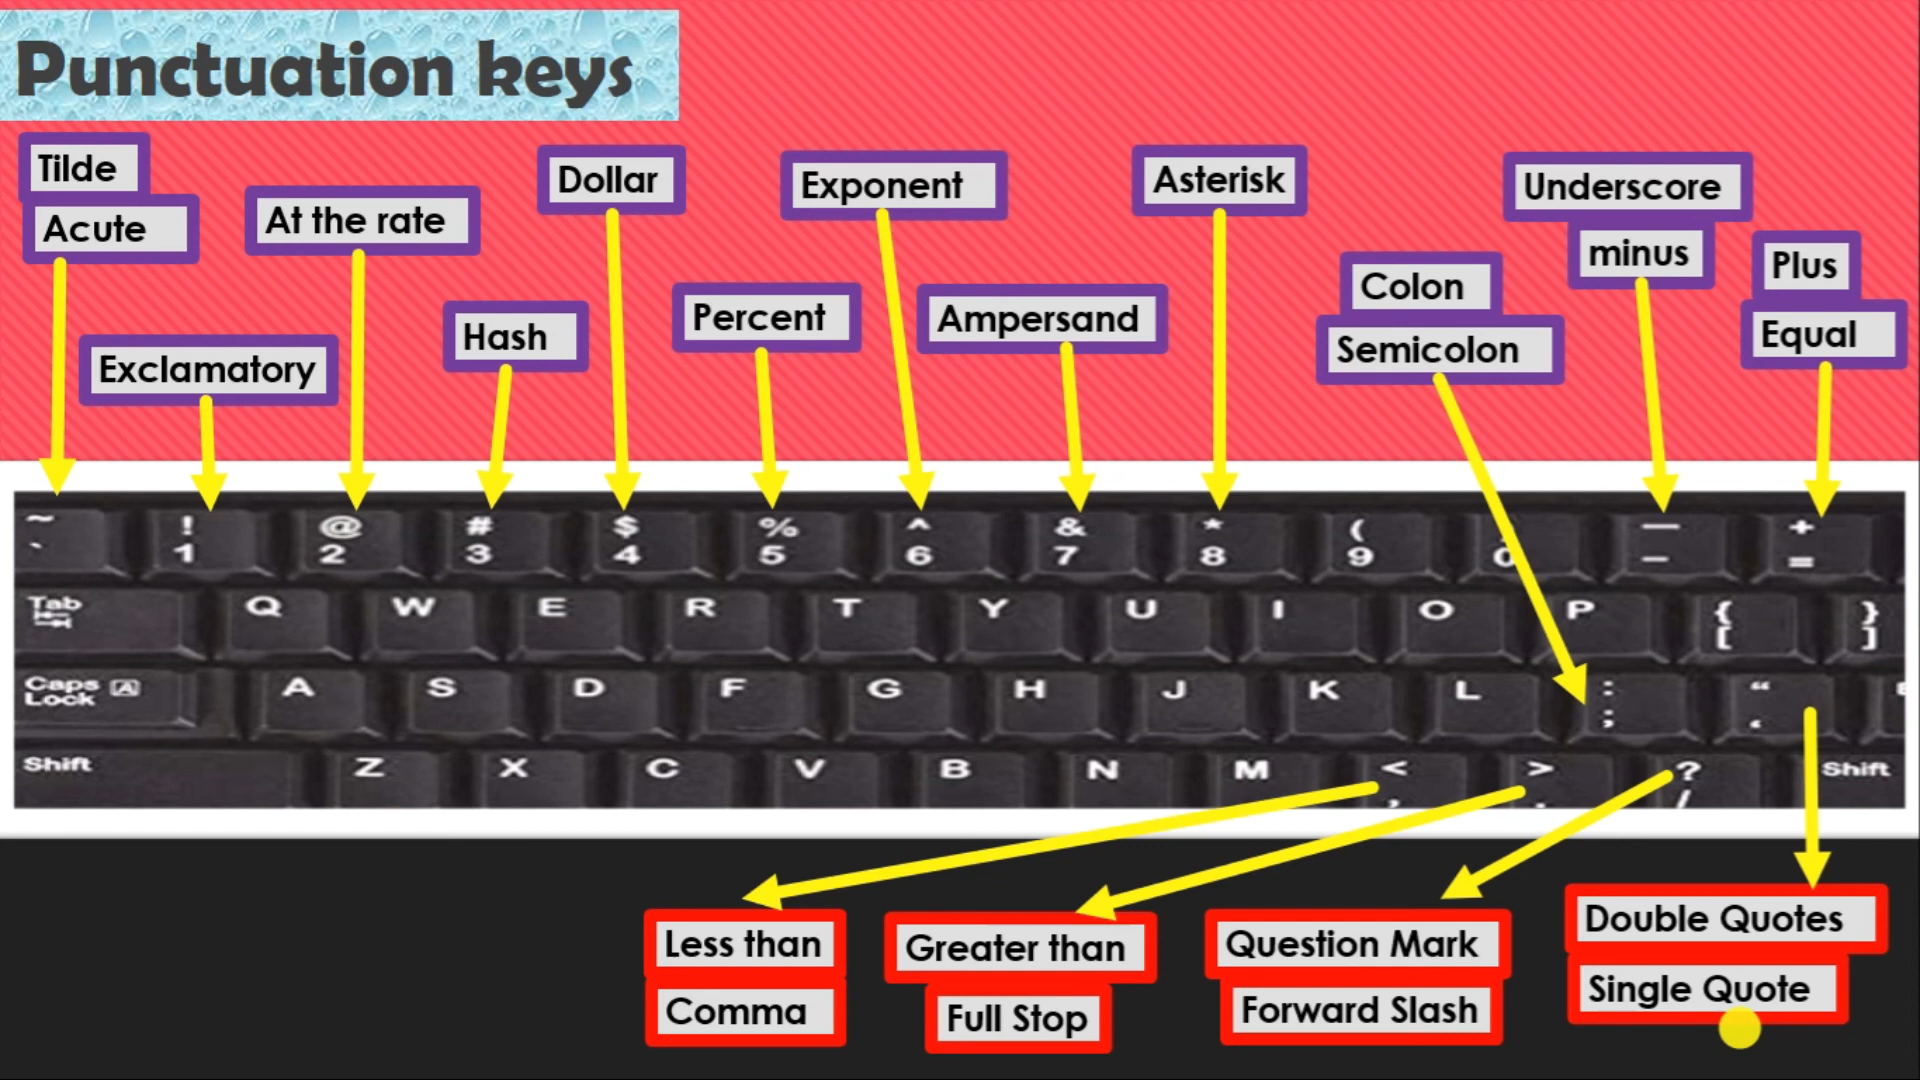 Punctuation keys
Tilde
Acute
Exclamatory
At the rate
Hash
Dollar
Percent
Exponent
Ampersand
Asterisk
Colon
Semicolon
Underscore
minus
Plus
Equal
~ ! @ # $ % ^ & * ( — +
` 1 2 3 4 5 6 7 8 9 0 - =
Tab Q W E R T Y U I O P { }
[ ]
Caps Lock A A S D F G H J K L : “
; ‘
Shift Z X C V B N M < > ? Shift
, . /
Less than
Comma
Greater than
Full Stop
Question Mark
Forward Slash
Double Quotes
Single Quote